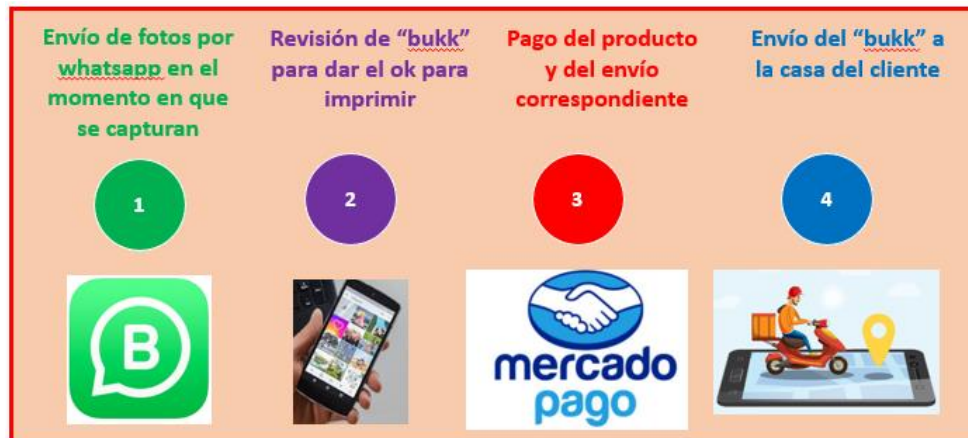 Envío de fotos por
whatsapp en el
momento en que
se capturan
Revisión de “bukk”
para dar el ok para
imprimir
Pago del producto
y del envío
correspondiente
Envío del “bukk” a
la casa del cliente
1
2
3
4
B
mercado
pago